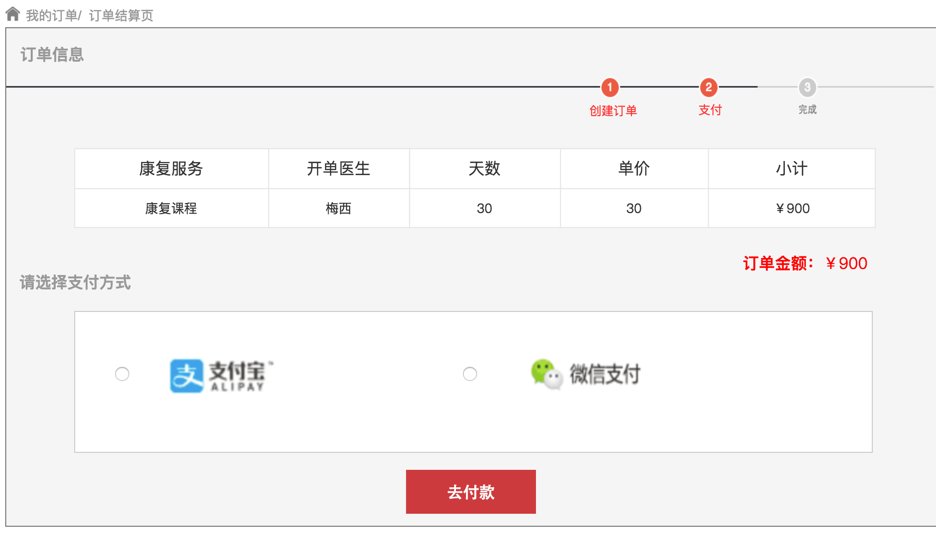 我的订单/ 订单结算页
订单信息
1 2 3
创建订单 支付 完成
康复服务 开单医生 天数 单价 小计
康复课程 梅西 30 30 ￥900
订单金额：￥900
请选择支付方式
支 支付宝™ 微信支付
ALIPAY
去付款